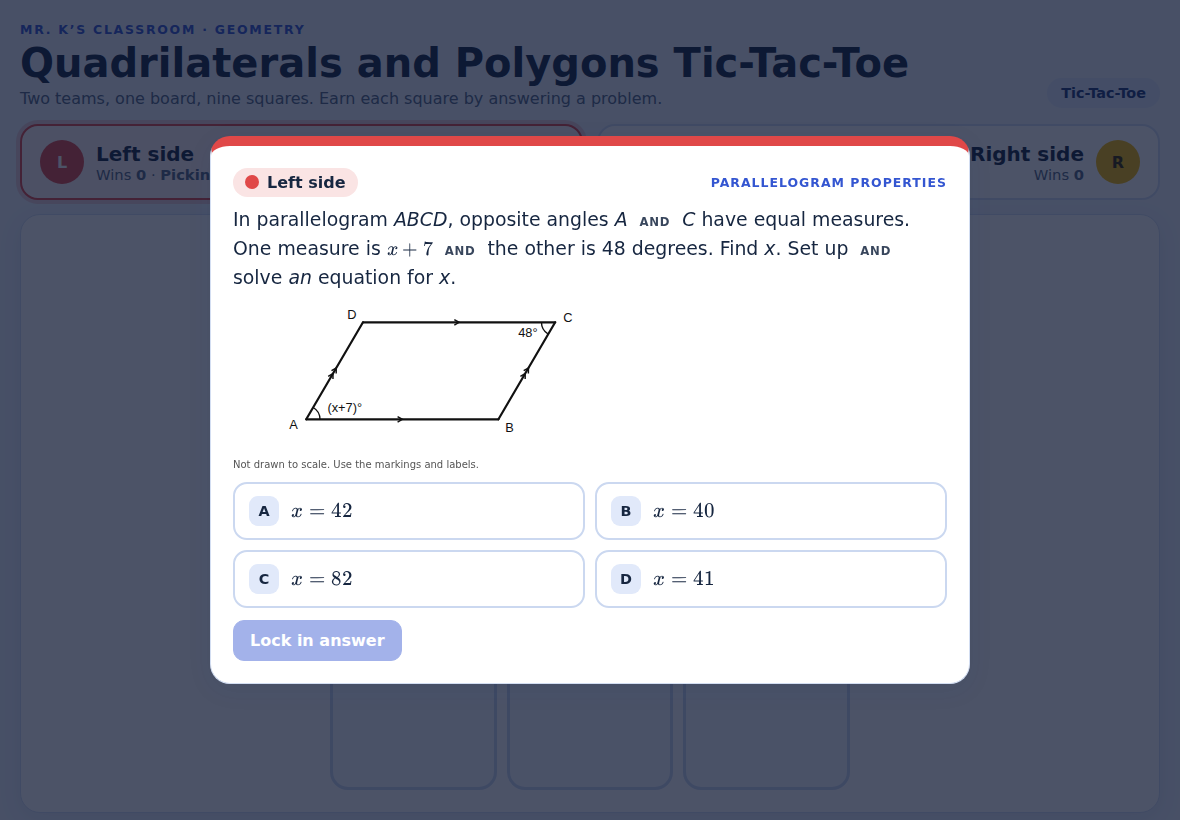 MR. K’S CLASSROOM · GEOMETRY
Quadrilaterals and Polygons Tic-Tac-Toe
Two teams, one board, nine squares. Earn each square by answering a problem.
Tic-Tac-Toe
L
Left side
Wins 0 · Pickin
Right side
Wins 0
R
Left side
PARALLELOGRAM PROPERTIES
In parallelogram ABCD, opposite angles A AND C have equal measures.
One measure is x + 7 AND the other is 48 degrees. Find x. Set up AND
solve an equation for x.
D
C
48°
(x+7)°
A
B
Not drawn to scale. Use the markings and labels.
A x = 42
B x = 40
C x = 82
D x = 41
Lock in answer